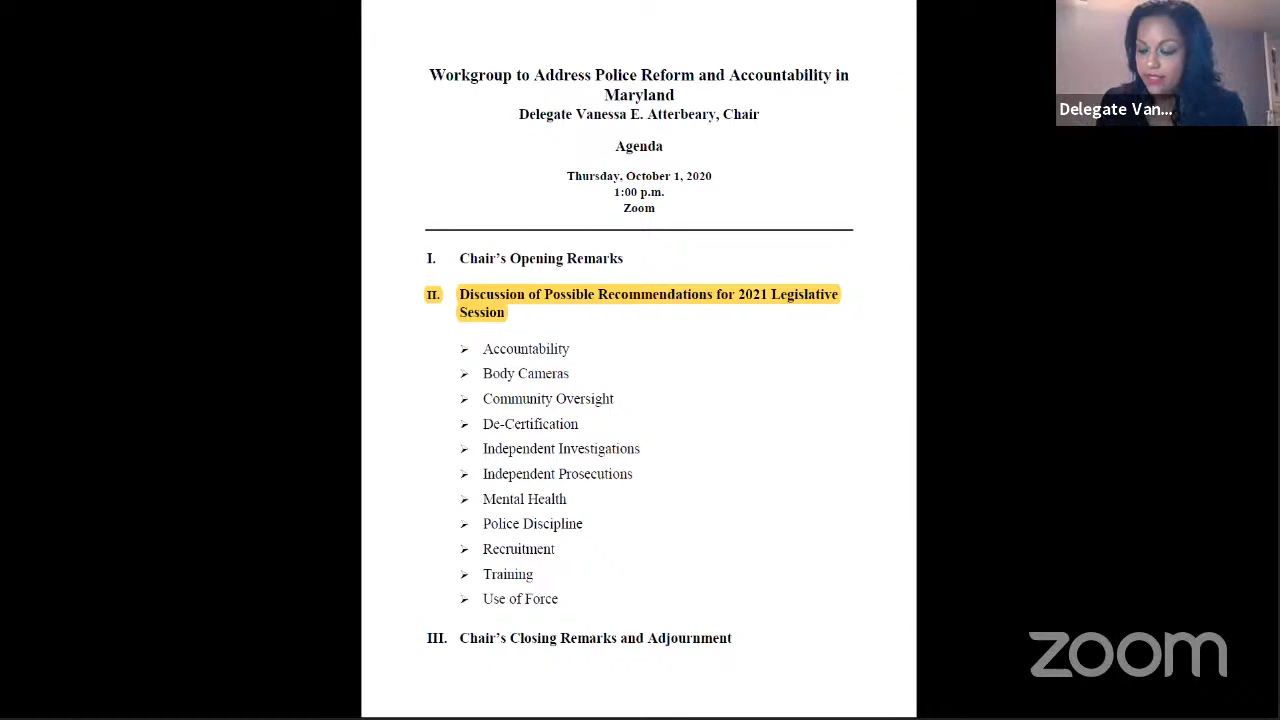 Workgroup to Address Police Reform and Accountability in
Maryland
Delegate Vanessa E. Atterbeary, Chair
Agenda
Thursday, October 1, 2020
1:00 p.m.
Zoom
I. Chair's Opening Remarks
II. Discussion of Possible Recommendations for 2021 Legislative
Session
➢ Accountability
➢ Body Cameras
➢ Community Oversight
➢ De-Certification
➢ Independent Investigations
➢ Independent Prosecutions
➢ Mental Health
➢ Police Discipline
➢ Recruitment
➢ Training
➢ Use of Force
III. Chair's Closing Remarks and Adjournment
Delegate Van...
zoom